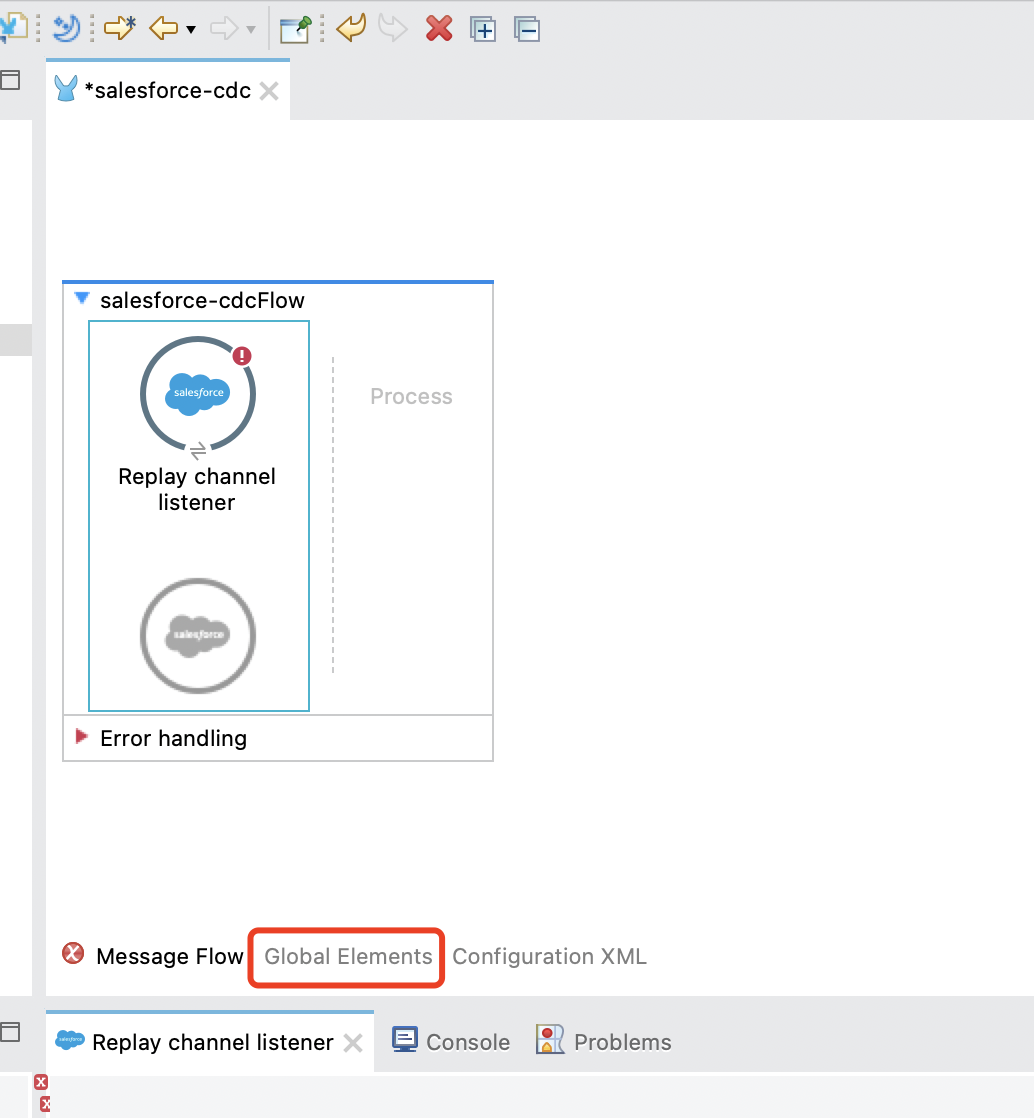 *salesforce-cdc
salesforce-cdcFlow
salesforce
Process
Replay channel
listener
salesforce
Error handling
Message Flow Global Elements Configuration XML
Replay channel listener Console Problems